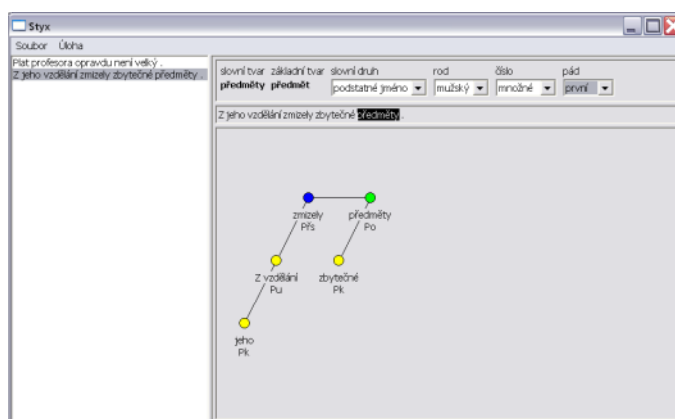 Styx
Soubor Úloha
Plat profesora opravdu není velký .
Z jeho vzdělání zmizely zbytečné předměty .
slovní tvar základní tvar slovní druh rod číslo pád
předměty předmět podstatné jméno mužský množné první
Z jeho vzdělání zmizely zbytečné předměty .
zmizely předměty
Přs Po
Z vzdělání zbytečné
Pu Pk
jeho
Pk